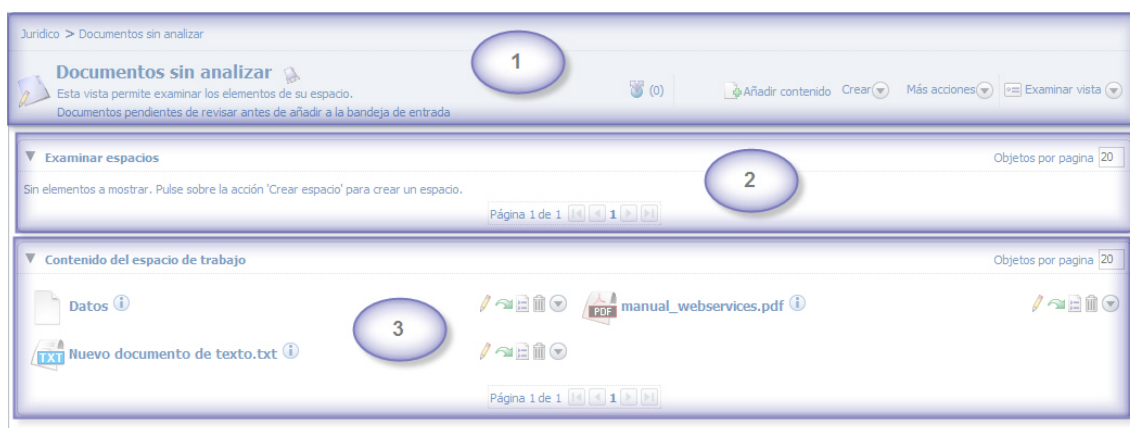 Juridico > Documentos sin analizar
1
Documentos sin analizar
Esta vista permite examinar los elementos de su espacio.
Documentos pendientes de revisar antes de añadir a la bandeja de entrada
(0) Añadir contenido Crear Más acciones Examinar vista
Examinar espacios Objetos por pagina 20
2
Sin elementos a mostrar. Pulse sobre la acción 'Crear espacio' para crear un espacio.
Página 1 de 1 1
Contenido del espacio de trabajo Objetos por pagina 20
Datos PDF manual_webservices.pdf
3
TXT Nuevo documento de texto.txt
Página 1 de 1 1